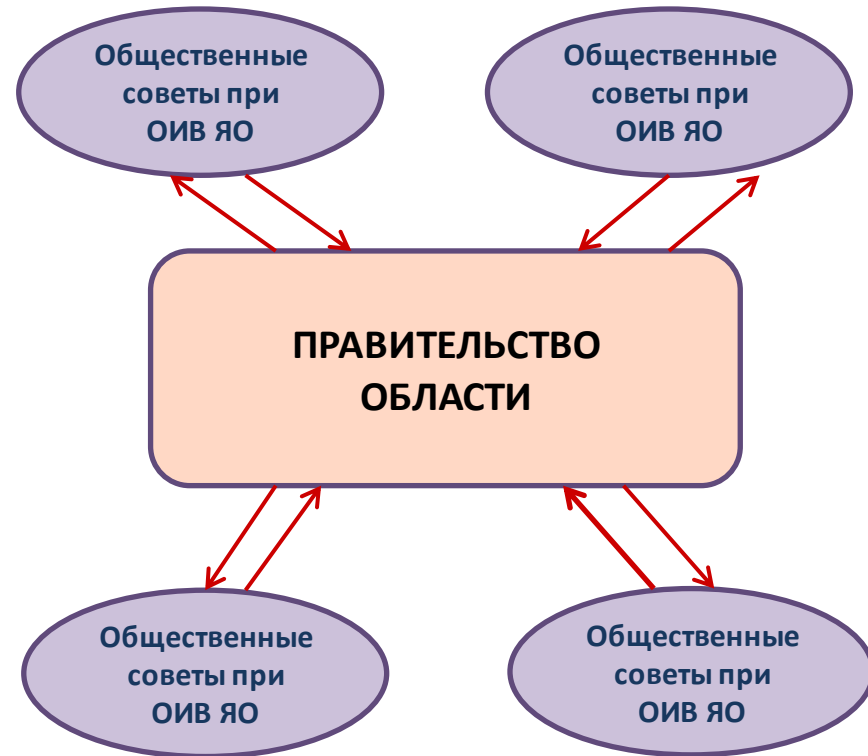 Общественные
советы при
ОИВ ЯО
Общественные
советы при
ОИВ ЯО
ПРАВИТЕЛЬСТВО
ОБЛАСТИ
Общественные
советы при
ОИВ ЯО
Общественные
советы при
ОИВ ЯО